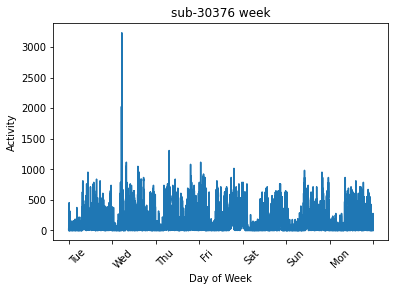 sub-30376 week
Activity
3000
2500
2000
1500
1000
500
0
Tue
Wed
Thu
Fri
Sat
Sun
Mon
Day of Week